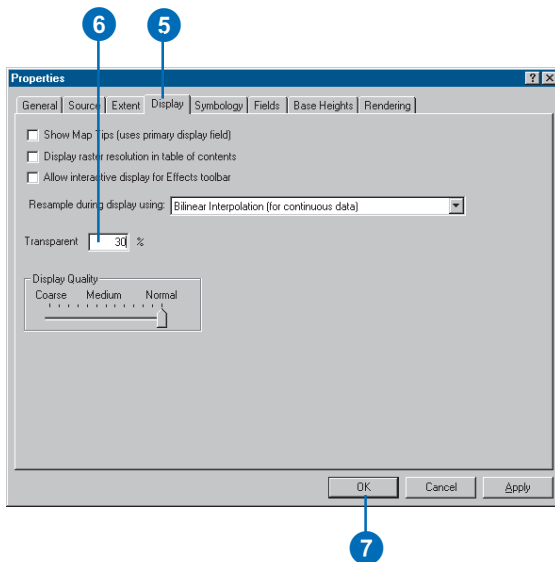 6 5
Properties ? ×
General Source Extent Display Symbology Fields Base Heights Rendering
Show Map Tips (uses primary display field)
Display raster resolution in table of contents
Allow interactive display for Effects toolbar
Resample during display using: Bilinear Interpolation (for continuous data)
Transparent 30 %
Display Quality
Coarse Medium Normal
OK Cancel Apply
7